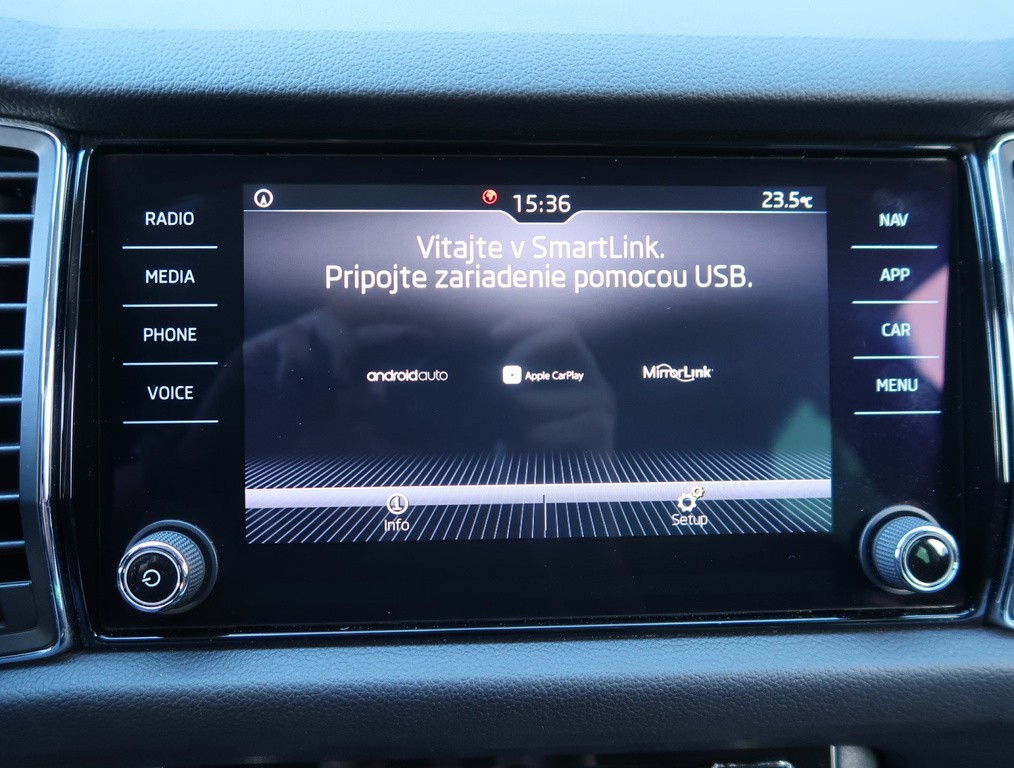 15:36
23.5°C
Vitajte v SmartLink.
Pripojte zariadenie pomocou USB.
androidauto
Apple CarPlay
MirrorLink
Info
Setup
RADIO
MEDIA
PHONE
VOICE
NAV
APP
CAR
MENU